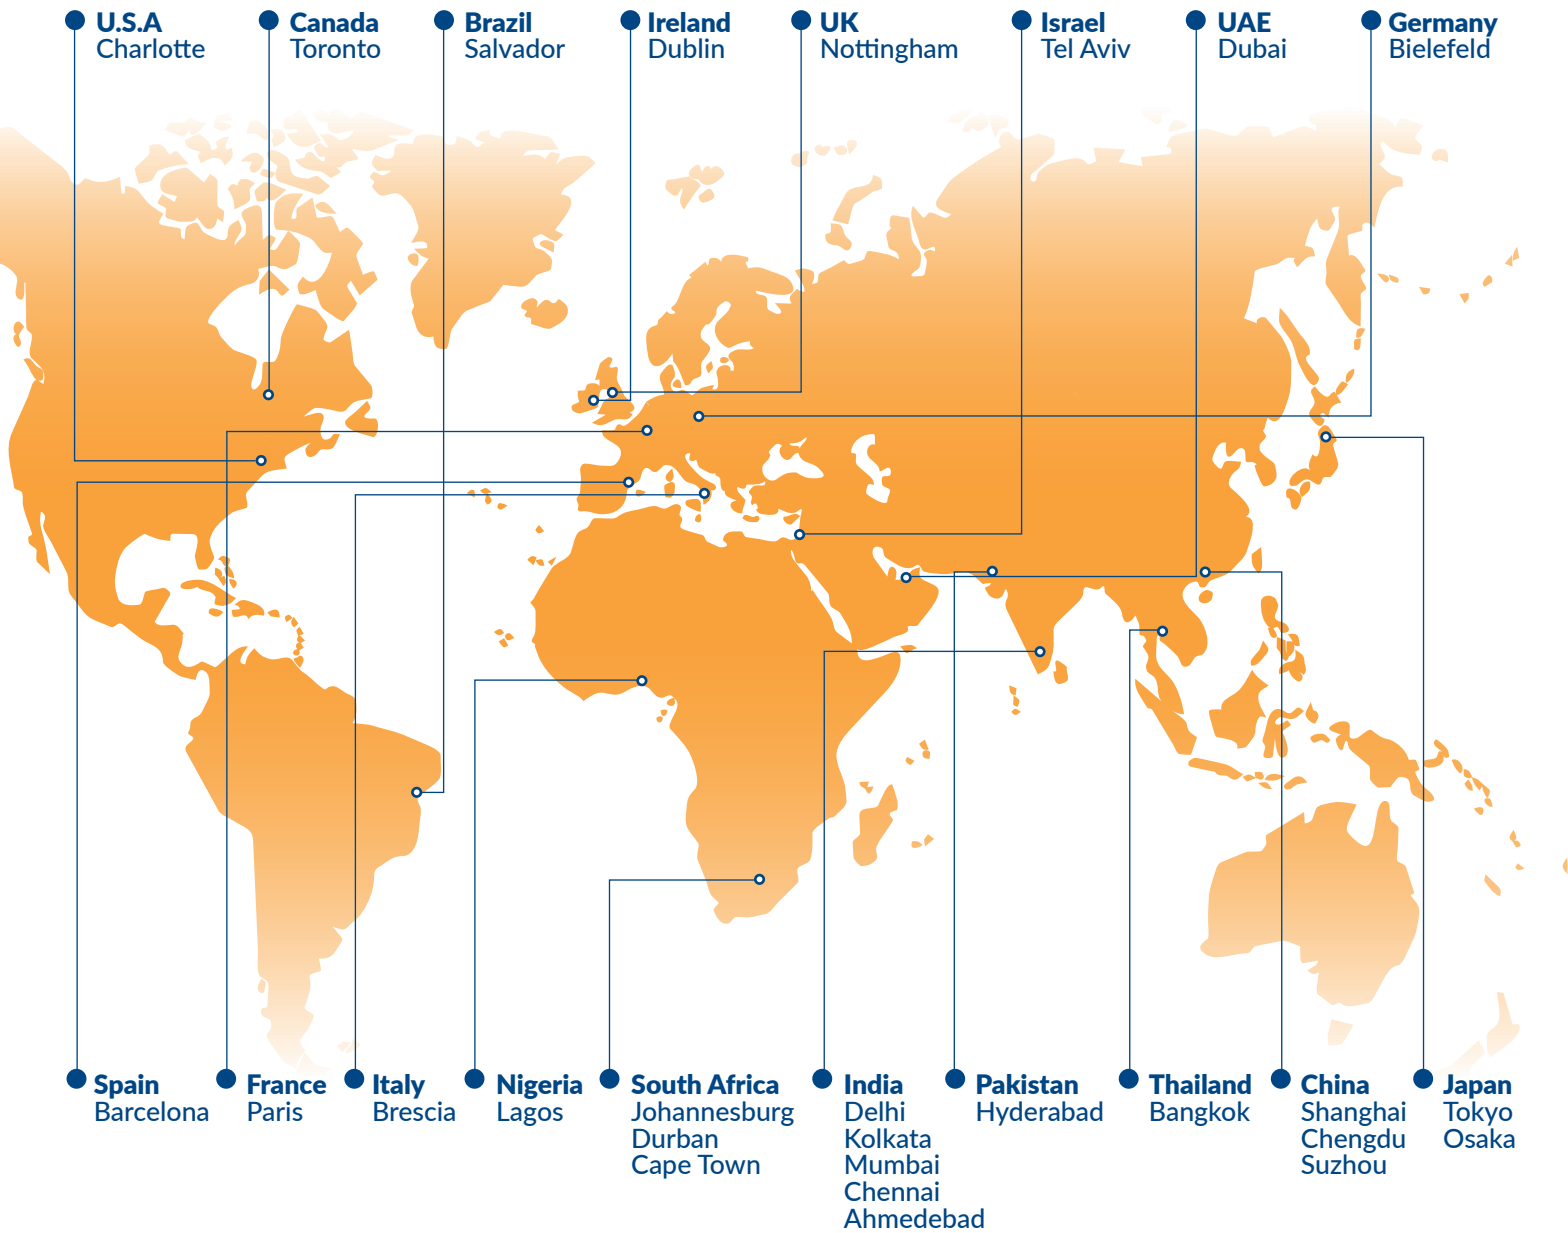 U.S.A
Charlotte
Canada
Toronto
Brazil
Salvador
Ireland
Dublin
UK
Nottingham
Israel
Tel Aviv
UAE
Dubai
Germany
Bielefeld
Spain
Barcelona
France
Paris
Italy
Brescia
Nigeria
Lagos
South Africa
Johannesburg
Durban
Cape Town
India
Delhi
Kolkata
Mumbai
Chennai
Ahmedebad
Pakistan
Hyderabad
Thailand
Bangkok
China
Shanghai
Chengdu
Suzhou
Japan
Tokyo
Osaka